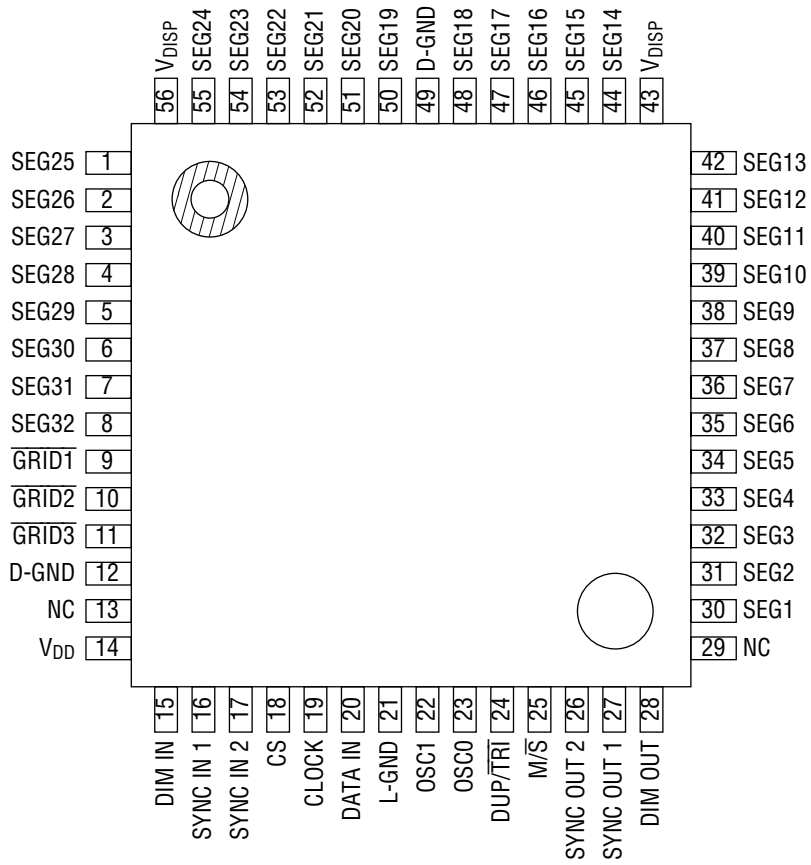 VDISP SEG24 SEG23 SEG22 SEG21 SEG20 SEG19 D-GND SEG18 SEG17 SEG16 SEG15 SEG14 VDISP
56 55 54 53 52 51 50 49 48 47 46 45 44 43
SEG25 1 42 SEG13
SEG26 2 41 SEG12
SEG27 3 40 SEG11
SEG28 4 39 SEG10
SEG29 5 38 SEG9
SEG30 6 37 SEG8
SEG31 7 36 SEG7
SEG32 8 35 SEG6
G̅R̅I̅D̅1̅ 9 34 SEG5
G̅R̅I̅D̅2̅ 10 33 SEG4
G̅R̅I̅D̅3̅ 11 32 SEG3
D-GND 12 31 SEG2
NC 13 30 SEG1
VDD 14 29 NC
15 16 17 18 19 20 21 22 23 24 25 26 27 28
DIM IN SYNC IN 1 SYNC IN 2 CS CLOCK DATA IN L-GND OSC1 OSC0 DUP/T̅R̅I̅ M/S̅ SYNC OUT 2 SYNC OUT 1 DIM OUT